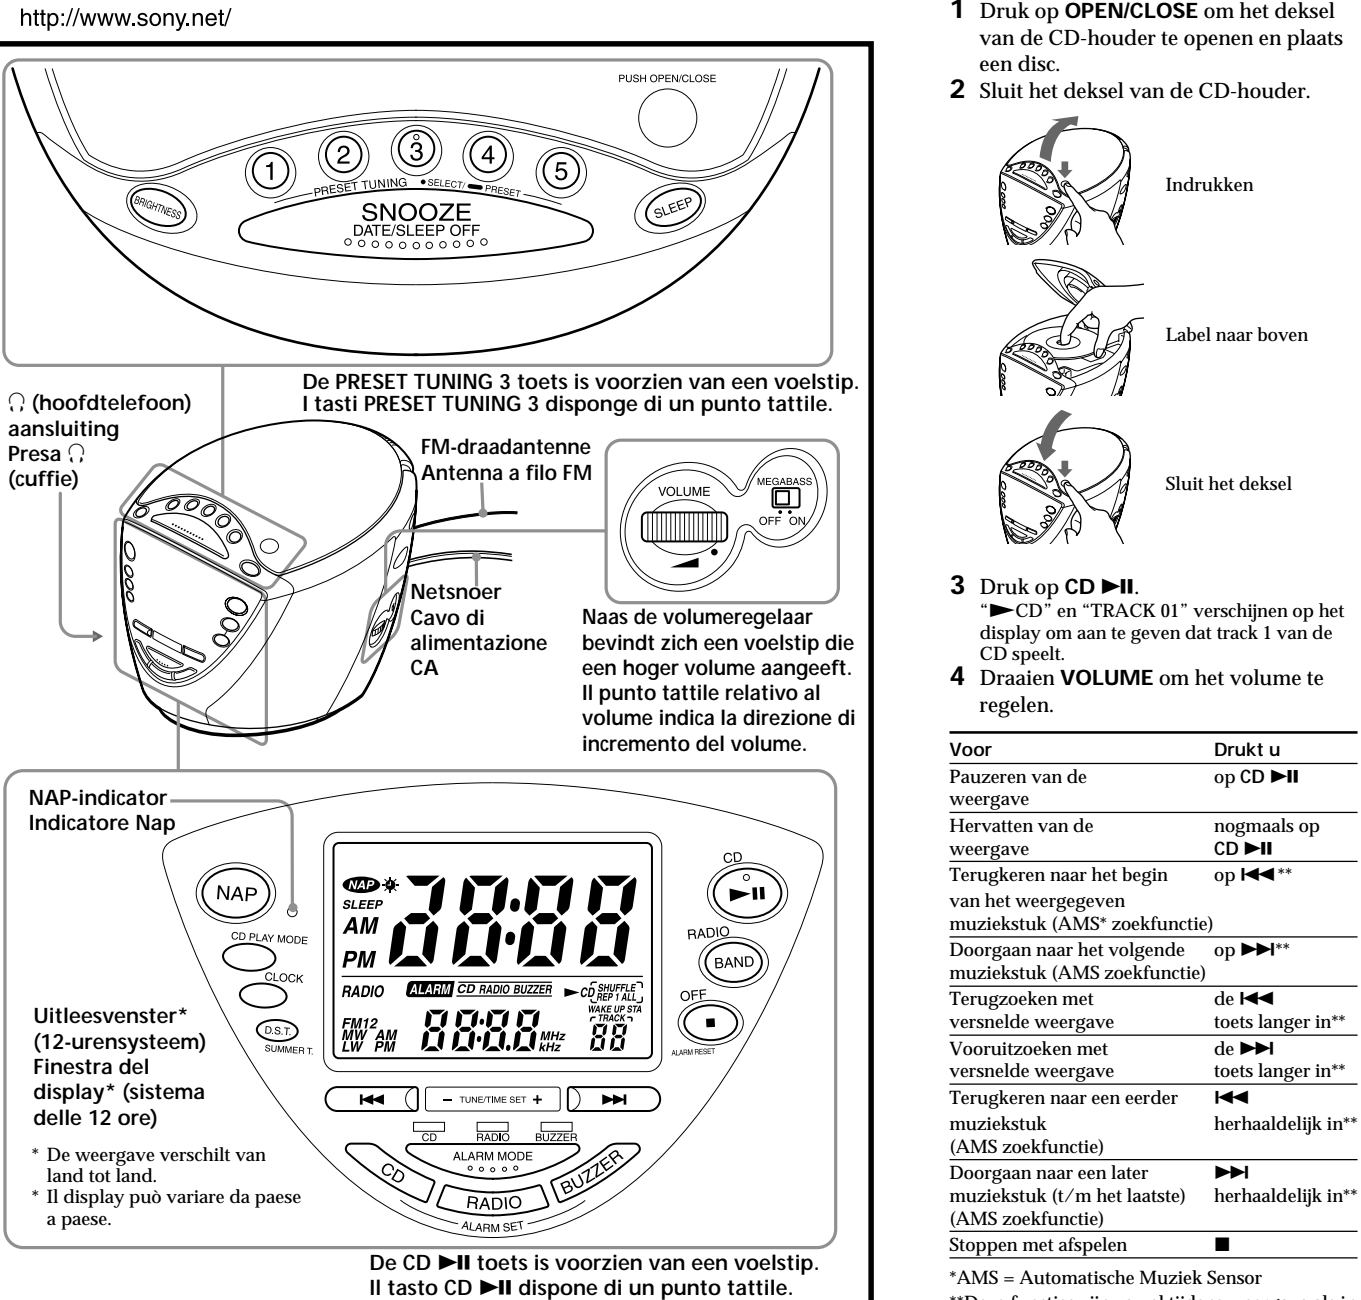 http://www.sony.net/
PUSH OPEN/CLOSE
1 2 3 4 5
PRESET TUNING • SELECT/ ▬ PRESET
BRIGHTNESS
SNOOZE
DATE/SLEEP OFF
SLEEP
De PRESET TUNING 3 toets is voorzien van een voelstip.
I tasti PRESET TUNING 3 disponge di un punto tattile.
🎧 (hoofdtelefoon)
aansluiting
Presa 🎧
(cuffie)
FM-draadantenne
Antenna a filo FM
VOLUME
MEGABASS
OFF ON
Netsnoer
Cavo di
alimentazione
CA
Naas de volumeregelaar
bevindt zich een voelstip die
een hoger volume aangeeft.
Il punto tattile relativo al
volume indica la direzione di
incremento del volume.
NAP-indicator
Indicatore Nap
NAP
CD PLAY MODE
CLOCK
D.S.T.
SUMMER T.
Uitleesvenster*
(12-urensysteem)
Finestra del
display* (sistema
delle 12 ore)
* De weergave verschilt van
land tot land.
* Il display può variare da paese
a paese.
NAP
SLEEP
AM
PM
88:88
RADIO ALARM CD RADIO BUZZER ►CD SHUFFLE
REP 1 ALL
WAKE UP STA
TRACK
FM12
MW AM
LW PM
88:8.8 MHz
kHz
88
CD
►II
RADIO
BAND
OFF
■
ALARM RESET
I◄◄ − TUNE/TIME SET + ►►I
CD RADIO BUZZER
ALARM MODE
CD RADIO BUZZER
ALARM SET
De CD ►II toets is voorzien van een voelstip.
Il tasto CD ►II dispone di un punto tattile.
1 Druk op OPEN/CLOSE om het deksel
van de CD-houder te openen en plaats
een disc.
2 Sluit het deksel van de CD-houder.
Indrukken
Label naar boven
Sluit het deksel
3 Druk op CD ►II.
“►CD” en “TRACK 01” verschijnen op het
display om aan te geven dat track 1 van de
CD speelt.
4 Draaien VOLUME om het volume te
regelen.
Voor Drukt u
Pauzeren van de op CD ►II
weergave
Hervatten van de nogmaals op
weergave CD ►II
Terugkeren naar het begin op I◄◄ **
van het weergegeven
muziekstuk (AMS* zoekfunctie)
Doorgaan naar het volgende op ►►I**
muziekstuk (AMS zoekfunctie)
Terugzoeken met de I◄◄
versnelde weergave toets langer in**
Vooruitzoeken met de ►►I
versnelde weergave toets langer in**
Terugkeren naar een eerder I◄◄
muziekstuk herhaaldelijk in**
(AMS zoekfunctie)
Doorgaan naar een later ►►I
muziekstuk (t/m het laatste) herhaaldelijk in**
(AMS zoekfunctie)
Stoppen met afspelen ■
*AMS = Automatische Muziek Sensor